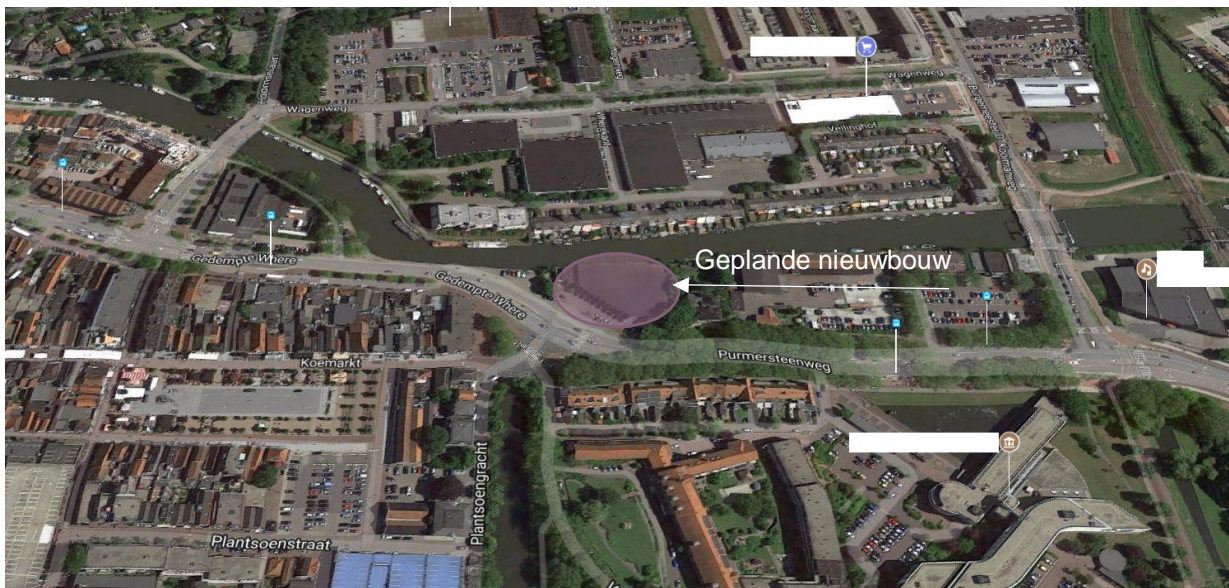 Wagenweg
Wagenweg
Veilinghof
Gedempte Where
Gedempte Where
Geplande nieuwbouw
Koemarkt
Purmersteenweg
Plantsoengracht
Plantsoenstraat